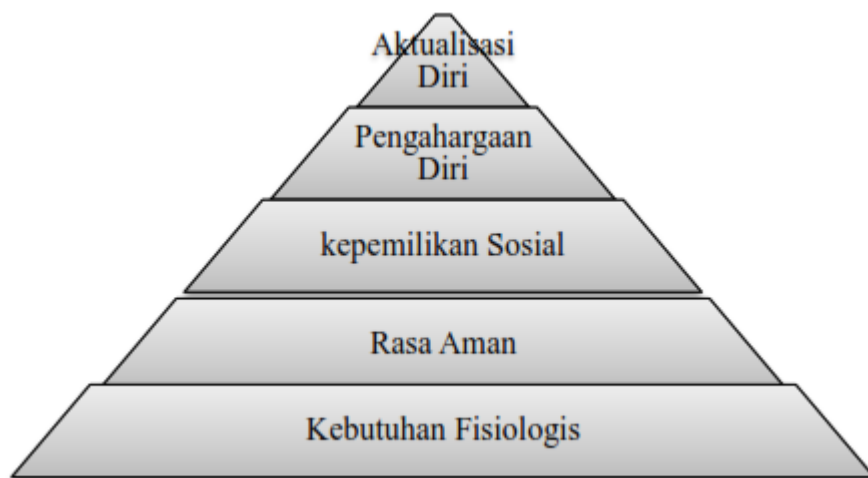 Aktualisasi
Diri
Pengahargaan
Diri
kepemilikan Sosial
Rasa Aman
Kebutuhan Fisiologis